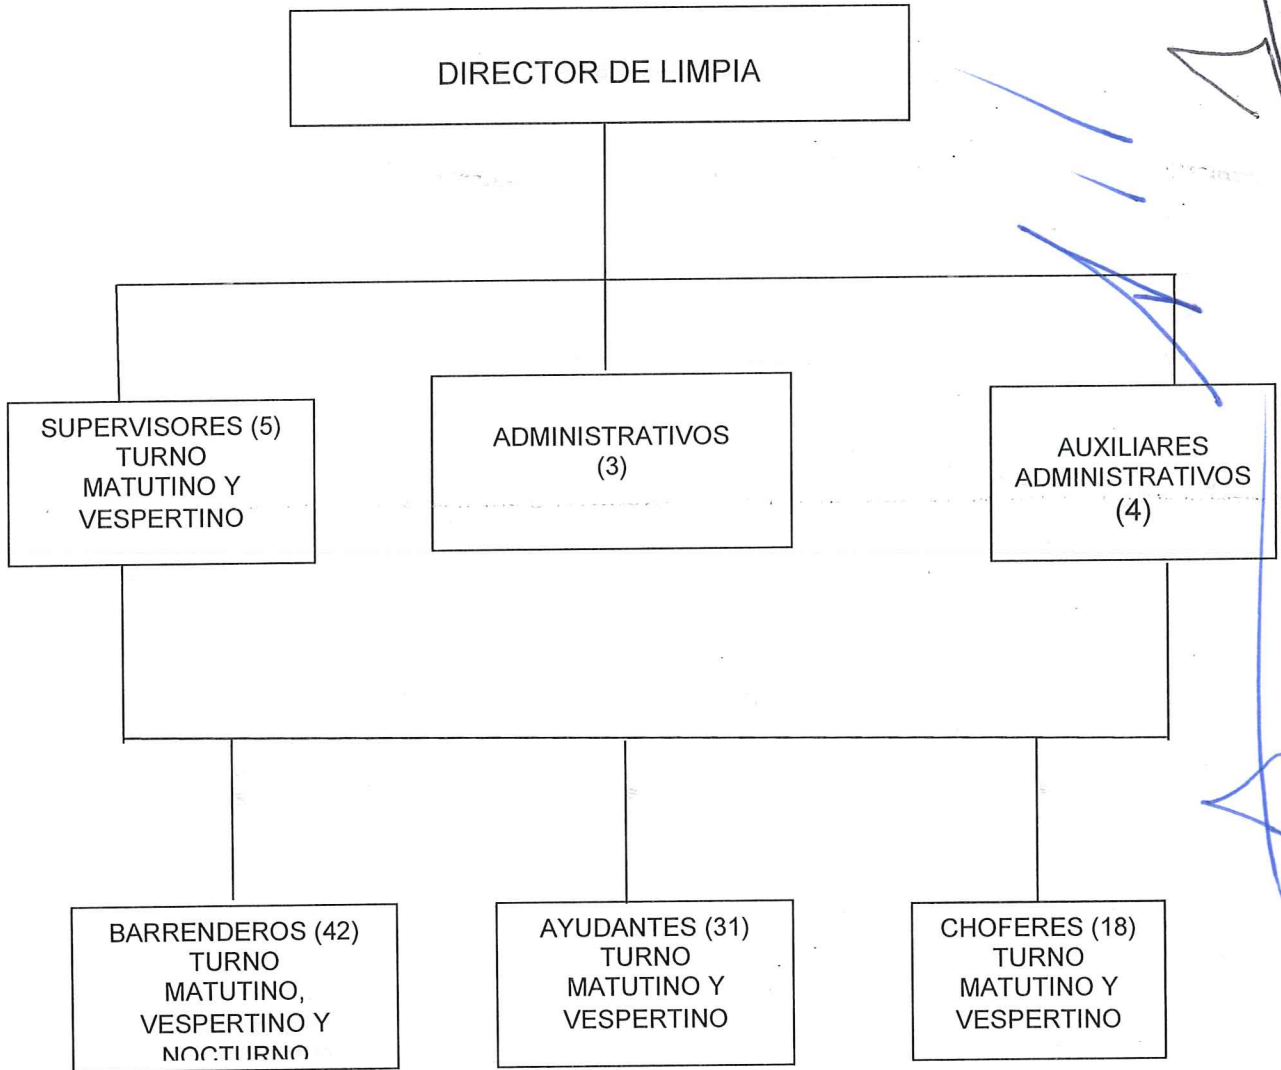 DIRECTOR DE LIMPIA
SUPERVISORES (5)
TURNO
MATUTINO Y
VESPERTINO
ADMINISTRATIVOS
(3)
AUXILIARES
ADMINISTRATIVOS
(4)
BARRENDEROS (42)
TURNO
MATUTINO,
VESPERTINO Y
NOCTURNO
AYUDANTES (31)
TURNO
MATUTINO Y
VESPERTINO
CHOFERES (18)
TURNO
MATUTINO Y
VESPERTINO